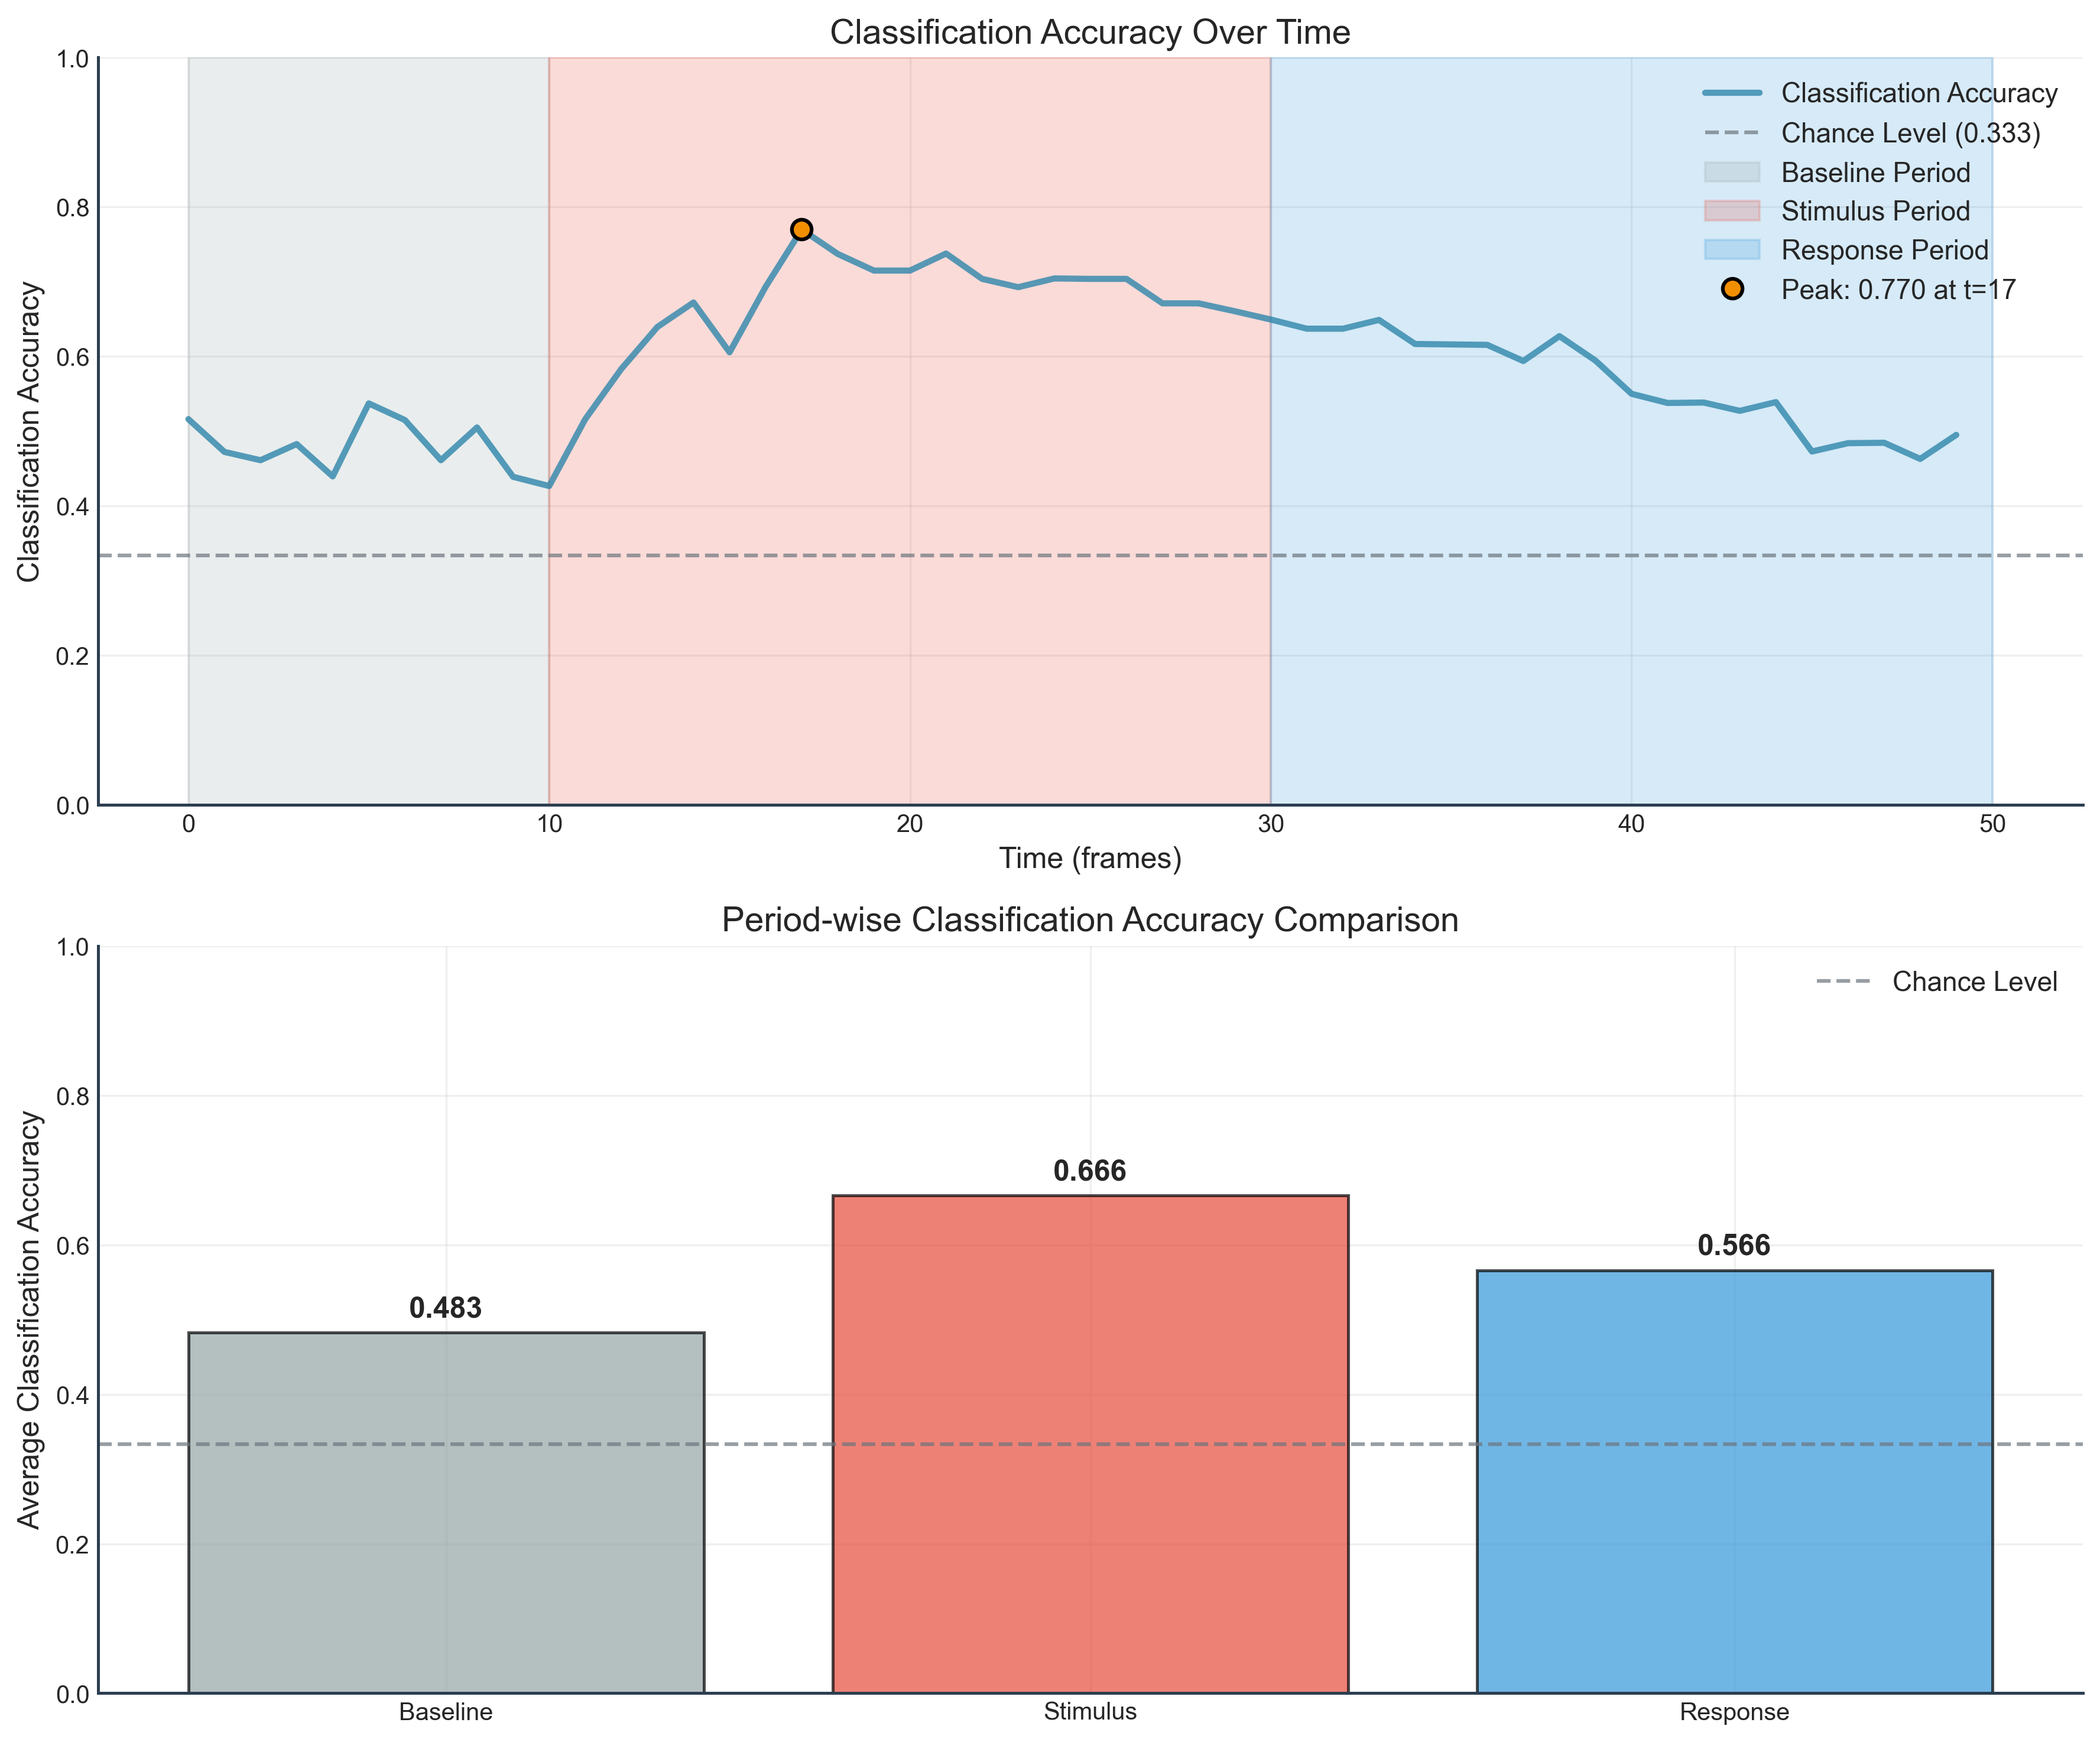 Classification Accuracy Over Time
Classification Accuracy
1.0
0.8
0.6
0.4
0.2
0.0
Classification Accuracy
Chance Level (0.333)
Baseline Period
Stimulus Period
Response Period
Peak: 0.770 at t=17
0 10 20 30 40 50
Time (frames)
Period-wise Classification Accuracy Comparison
Average Classification Accuracy
1.0
0.8
0.6
0.4
0.2
0.0
Chance Level
0.483
0.666
0.566
Baseline Stimulus Response